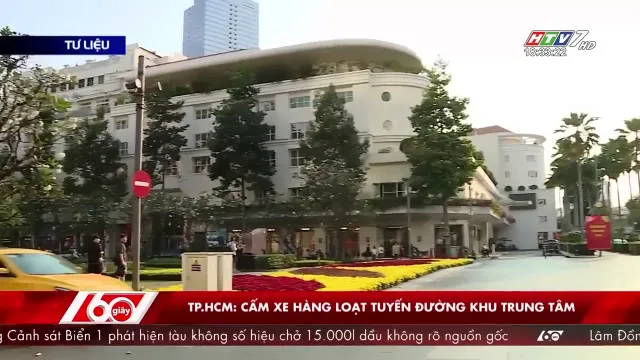 TƯ LIỆU
HTV7 HD
18:33:22
60 giây
TP.HCM: CẤM XE HÀNG LOẠT TUYẾN ĐƯỜNG KHU TRUNG TÂM
g Cảnh sát Biển 1 phát hiện tàu không số hiệu chở 15.000l dầu không rõ nguồn gốc
60s
Lâm Đồ